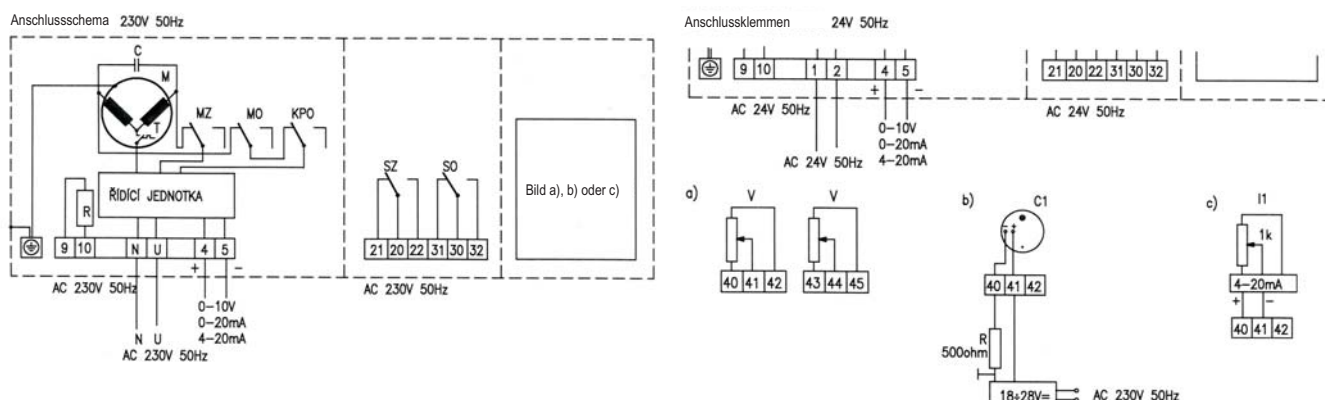 Anschlussschema 230V 50Hz
C
M
T
MZ MO KPO
ŘÍDÍCÍ JEDNOTKA
R
9 10 N U 4 5
+ −
AC 230V 50Hz
0−10V
0−20mA
4−20mA
N U
AC 230V 50Hz
SZ SO
21 20 22 31 30 32
AC 230V 50Hz
Bild a), b) oder c)
Anschlussklemmen 24V 50Hz
9 10 1 2 4 5
+ −
AC 24V 50Hz
0−10V
0−20mA
4−20mA
AC 24V 50Hz
21 20 22 31 30 32
AC 24V 50Hz
a) V V
40 41 42 43 44 45
b) C1
− +
40 41 42
R
500ohm
18÷28V= AC 230V 50Hz
c) I1
1k
4−20mA
+ −
40 41 42